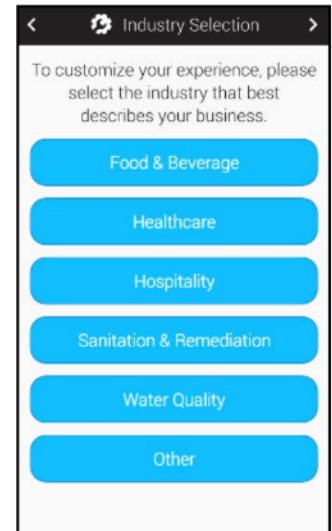 Industry Selection
To customize your experience, please
select the industry that best
describes your business.
Food & Beverage
Healthcare
Hospitality
Sanitation & Remediation
Water Quality
Other